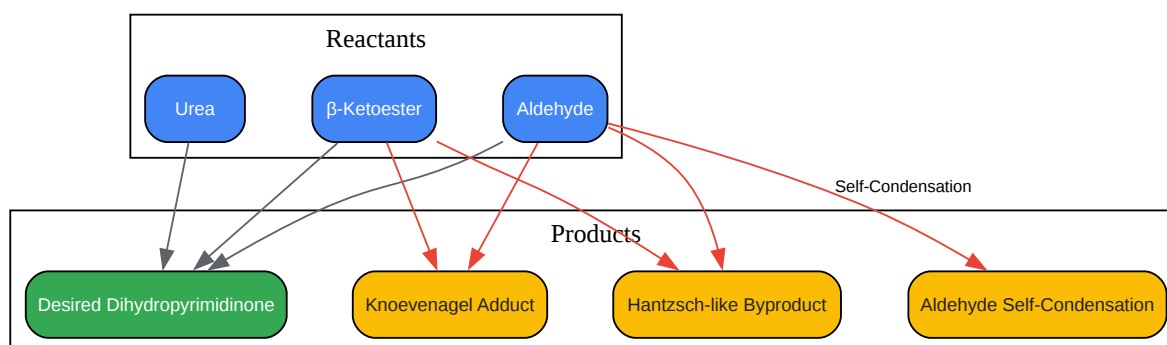 Reactants
Urea
β-Ketoester
Aldehyde
Self-Condensation
Products
Desired Dihydropyrimidinone
Knoevenagel Adduct
Hantzsch-like Byproduct
Aldehyde Self-Condensation